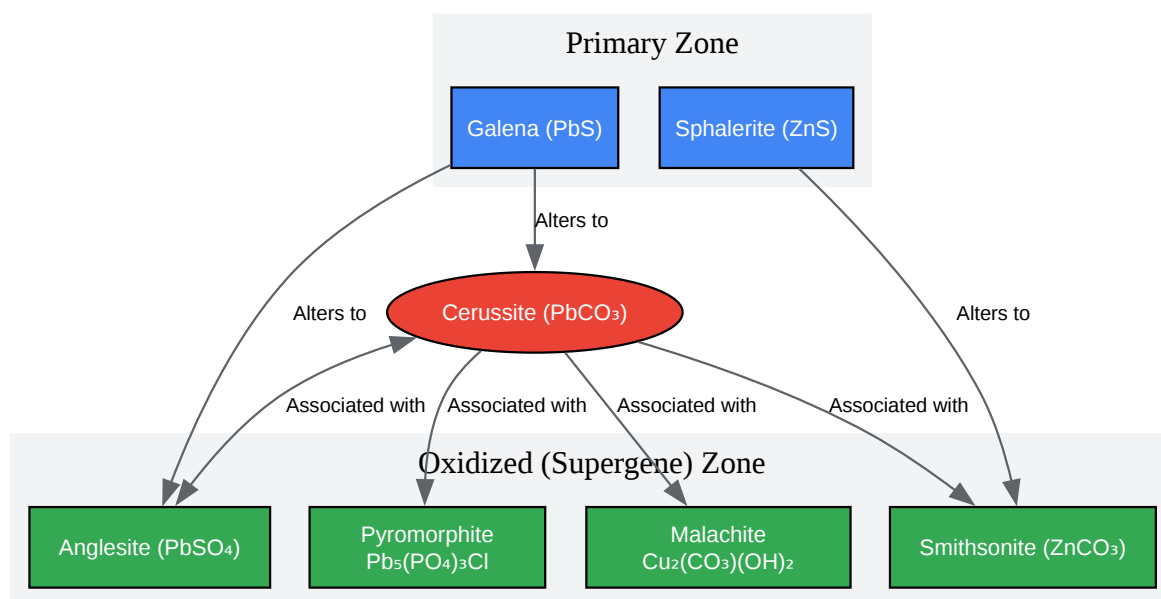 Primary Zone
Galena (PbS)
Sphalerite (ZnS)
Alters to
Alters to
Cerussite (PbCO₃)
Alters to
Associated with
Associated with
Associated with
Associated with
Oxidized (Supergene) Zone
Anglesite (PbSO₄)
Pyromorphite
Pb₅(PO₄)₃Cl
Malachite
Cu₂(CO₃)(OH)₂
Smithsonite (ZnCO₃)